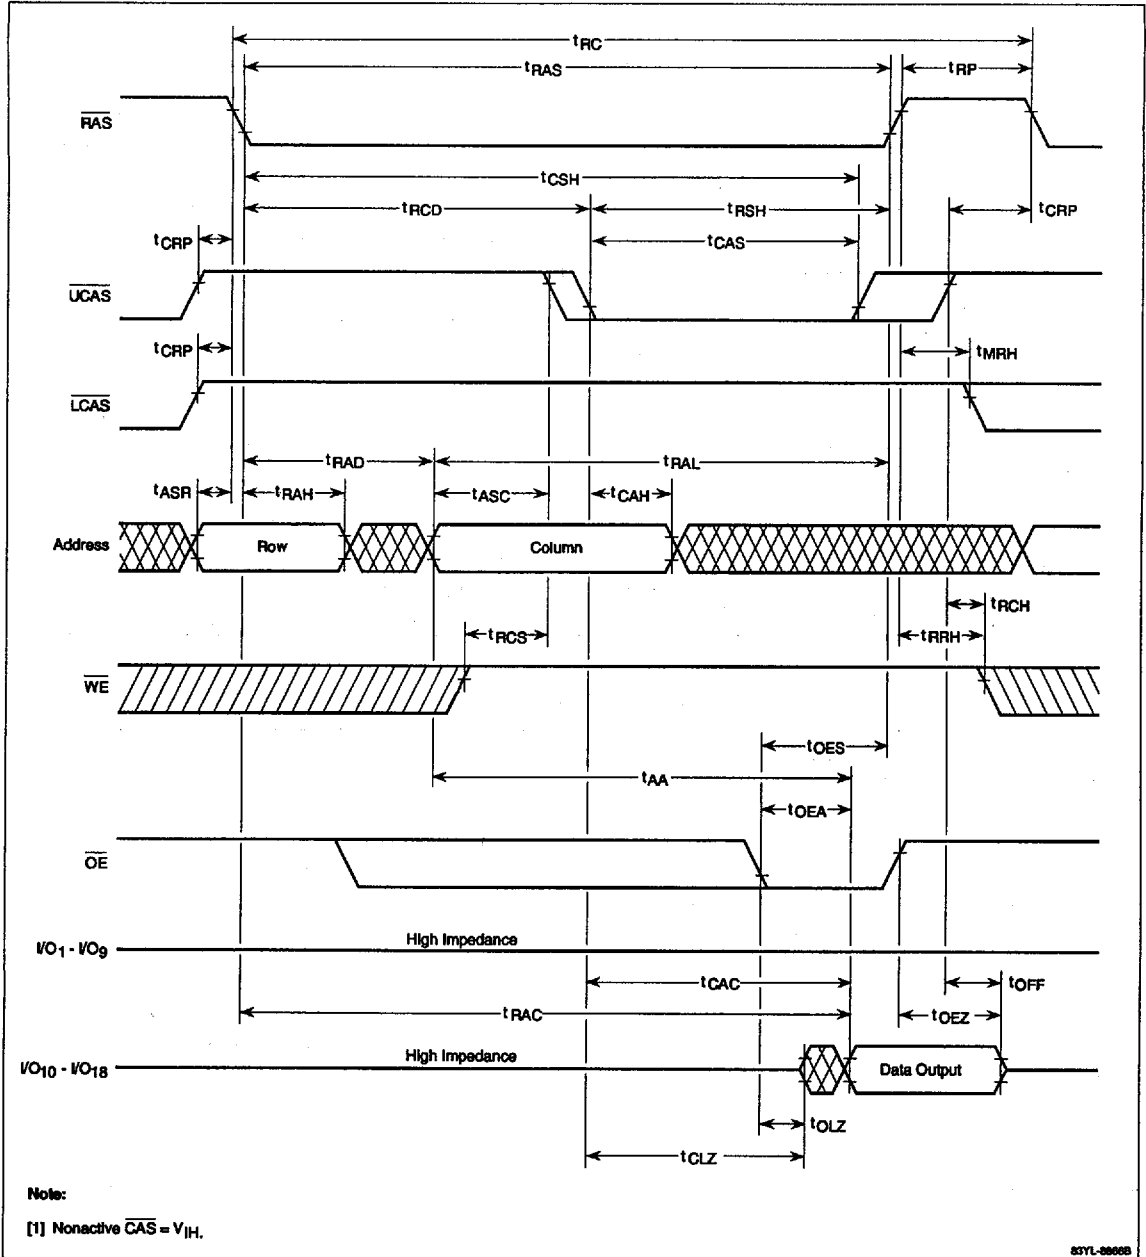 tRC
tRAS
tRP
RAS
tCSH
tRCD
tRSH
tCRP
tCRP
tCAS
UCAS
tCRP
tMRH
LCAS
tRAD
tRAL
tASR
tRAH
tASC
tCAH
Address
Row
Column
tRCH
tRCS
tRRH
WE
tOES
tAA
tOEA
OE
I/O1 - I/O9
High Impedance
tCAC
tOFF
tRAC
tOEZ
I/O10 - I/O18
High Impedance
Data Output
tOLZ
tCLZ
Note:
[1] Nonactive CAS = VIH.